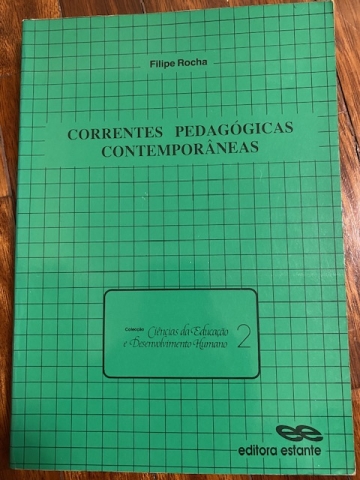 Filipe Rocha
CORRENTES PEDAGÓGICAS
CONTEMPORÂNEAS
Colecção Ciências da Educação
e Desenvolvimento Humano 2
editora estante